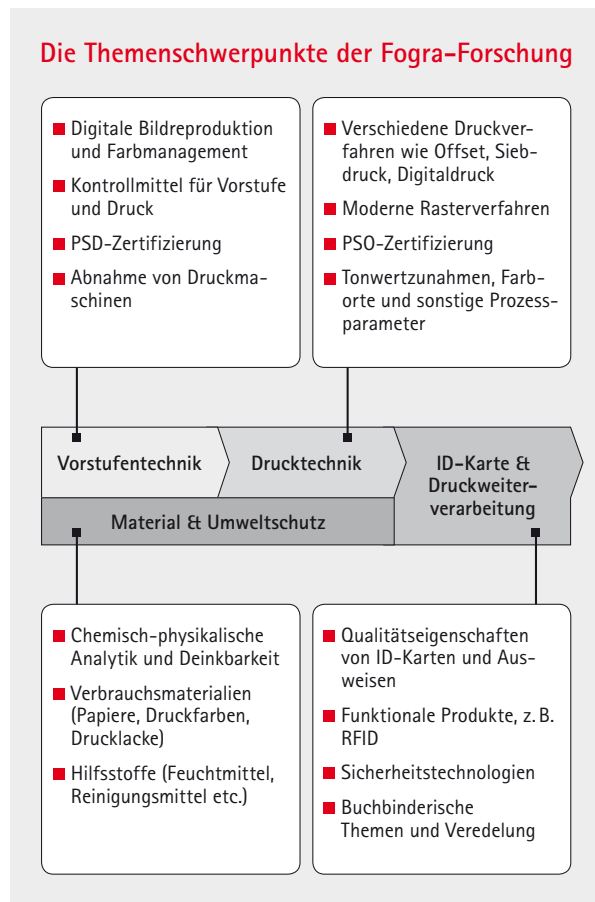 Die Themenschwerpunkte der Fogra-Forschung
Digitale Bildreproduktion
und Farbmanagement
Kontrollmittel für Vorstufe
und Druck
PSD-Zertifizierung
Abnahme von Druckma-
schinen
Verschiedene Druckver-
fahren wie Offset, Sieb-
druck, Digitaldruck
Moderne Rasterverfahren
PSO-Zertifizierung
Tonwertzunahmen, Farb-
orte und sonstige Prozess-
parameter
Vorstufentechnik
Drucktechnik
ID-Karte &
Druckweiter-
verarbeitung
Material & Umweltschutz
Chemisch-physikalische
Analytik und Deinkbarkeit
Verbrauchsmaterialien
(Papiere, Druckfarben,
Drucklacke)
Hilfsstoffe (Feuchtmittel,
Reinigungsmittel etc.)
Qualitätseigenschaften
von ID-Karten und Aus-
weisen
Funktionale Produkte, z. B.
RFID
Sicherheitstechnologien
Buchbinderische
Themen und Veredelung